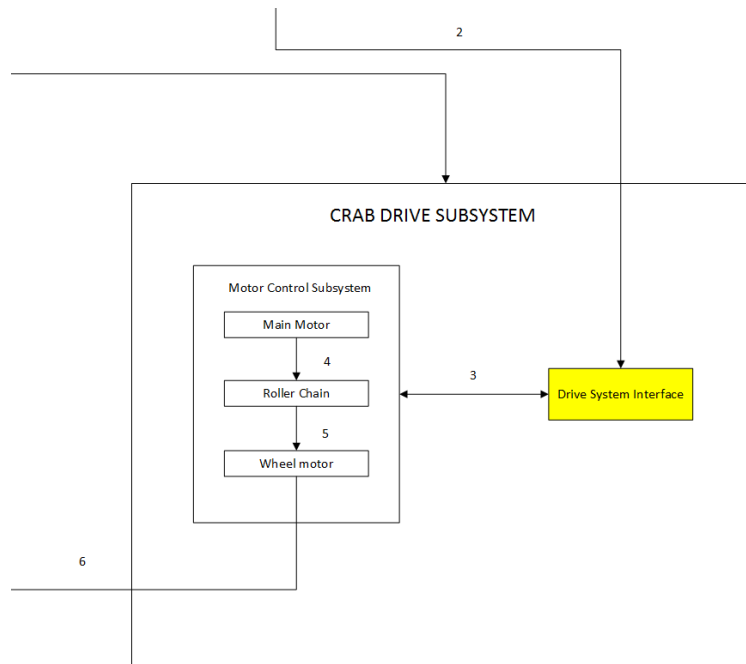 2
CRAB DRIVE SUBSYSTEM
Motor Control Subsystem
Main Motor
4
Roller Chain
3
Drive System Interface
5
Wheel motor
6